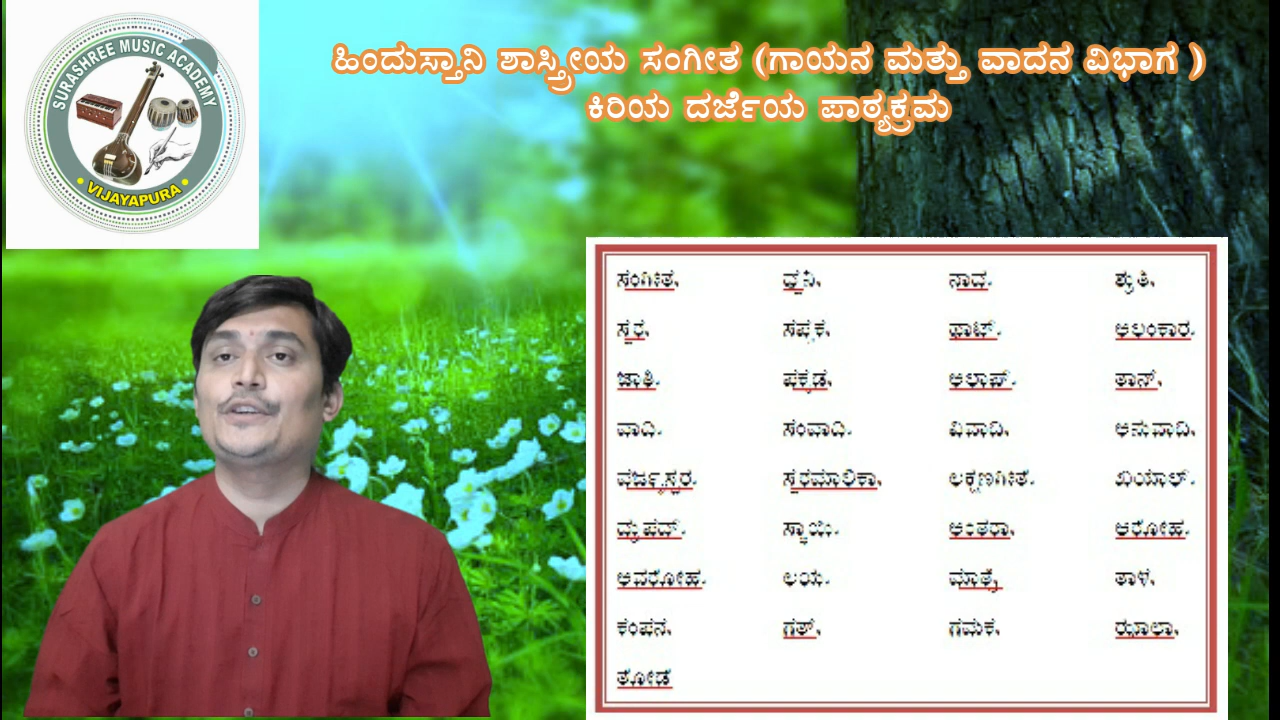 SURASHREE MUSIC ACADEMY
• VIJAYAPURA •
ಹಿಂದುಸ್ತಾನಿ ಶಾಸ್ತ್ರೀಯ ಸಂಗೀತ (ಗಾಯನ ಮತ್ತು ವಾದನ ವಿಭಾಗ )
ಕಿರಿಯ ದರ್ಜೆಯ ಪಾಠ್ಯಕ್ರಮ
ಸಂಗೀತ, ಧ್ವನಿ, ನಾದ, ಶ್ರುತಿ,
ಸ್ವರ, ಸಪ್ತಕ, ಥಾಟ್, ಅಲಂಕಾರ,
ಜಾತಿ, ಪಕ್ಕಡ, ಆಲಾಪ್, ತಾನ್,
ವಾದಿ, ಸಂವಾದಿ, ವಿವಾದಿ, ಅನುವಾದಿ,
ವರ್ಜ್ಯಸ್ವರ, ಸ್ವರಮಾಲಿಕಾ, ಲಕ್ಷಣಗೀತೆ, ಖಿಯಾಲ್,
ಧ್ರುಪದ್, ಸ್ಥಾಯಿ, ಅಂತರಾ, ಆರೋಹ,
ಅವರೋಹ, ಲಯ, ಮಾತ್ರೆ, ತಾಳ,
ಕಂಪನ, ಗತ್, ಗಮಕ, ಝಾಲಾ,
ತೋಡೆ